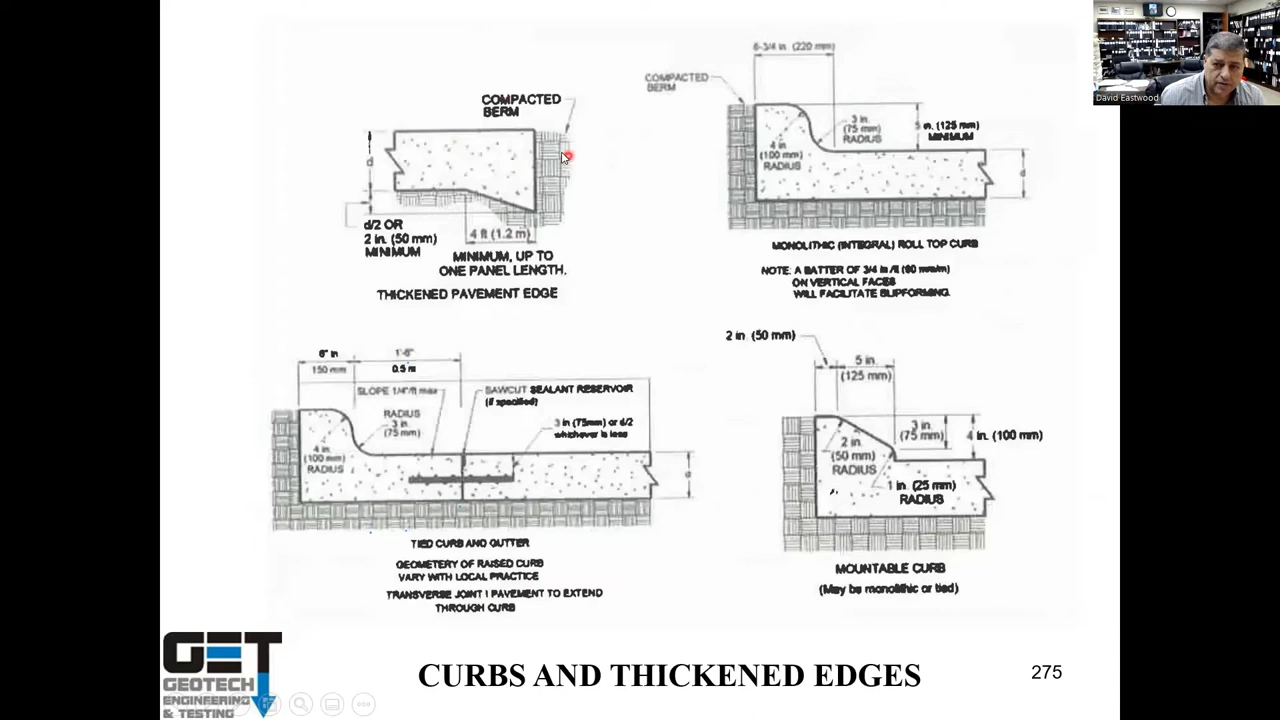 David Eastwood
COMPACTED
BERM
d
d/2 OR
2 in. (50 mm)
MINIMUM
4 ft (1.2 m)
MINIMUM, UP TO
ONE PANEL LENGTH.
THICKENED PAVEMENT EDGE
6-3/4 in. (220 mm)
COMPACTED
BERM
3 in.
(75 mm)
RADIUS
in. (125 mm)
MINIMUM
4 in.
(100 mm)
RADIUS
d
MONOLITHIC (INTEGRAL) ROLL TOP CURB
NOTE: A BATTER OF 3/4 in /ft (60 mm/m)
ON VERTICAL FACES
WILL FACILITATE SLIPFORMING.
6" in
150 mm
1'-6"
0.5 m
SLOPE 1/4"/ft max
SAWCUT SEALANT RESERVOIR
(if specified)
RADIUS
3 in.
(75 mm)
3 in (75mm) or d/2
whichever is less
4 in.
(100 mm)
RADIUS
d
TIED CURB AND GUTTER
GEOMETERY OF RAISED CURB
VARY WITH LOCAL PRACTICE
TRANSVERSE JOINT I PAVEMENT TO EXTEND
THROUGH CURB
2 in. (50 mm)
5 in.
(125 mm)
3 in.
(75 mm)
4 in. (100 mm)
2 in.
(50 mm)
RADIUS
1 in. (25 mm)
RADIUS
MOUNTABLE CURB
(May be monolithic or tied)
GET
GEOTECH
ENGINEERING
& TESTING
CURBS AND THICKENED EDGES
275